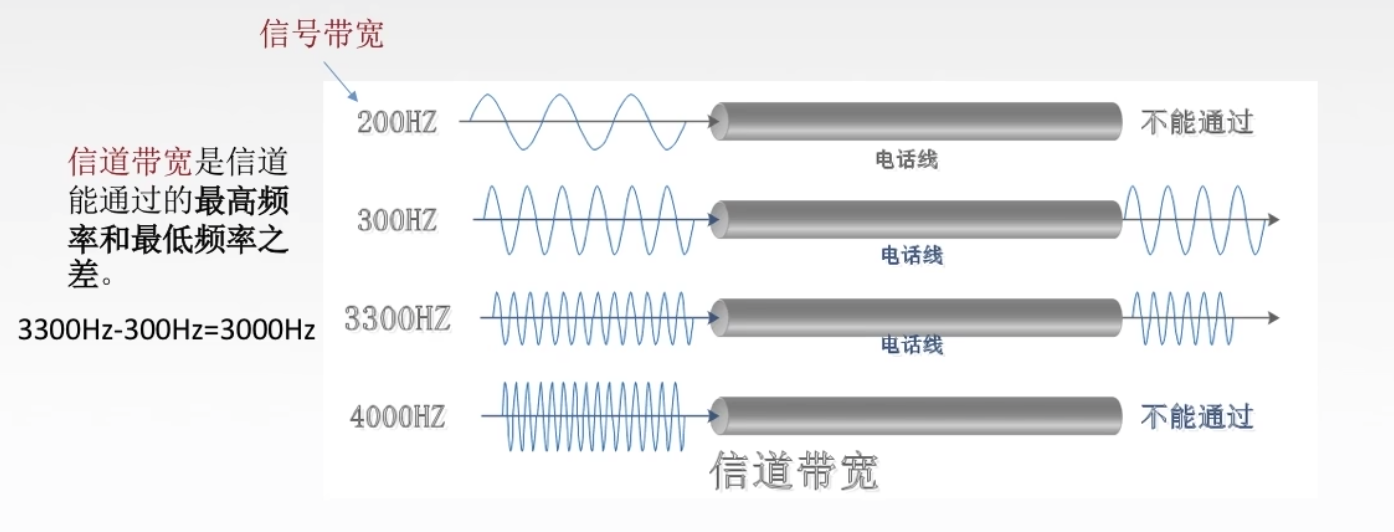 信号带宽
信道带宽是信道
能通过的最高频
率和最低频率之
差。
3300Hz-300Hz=3000Hz
200HZ
不能通过
电话线
300HZ
电话线
3300HZ
电话线
4000HZ
不能通过
信道带宽